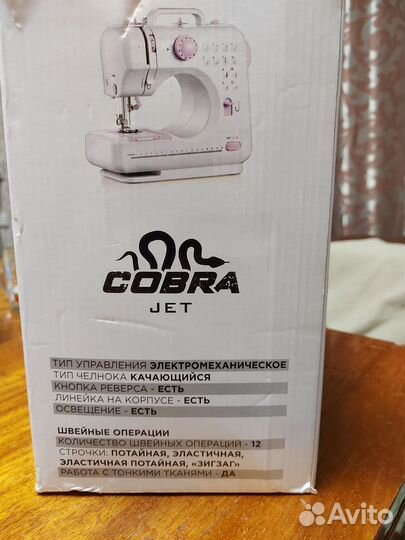 COBRA
JET
ТИП УПРАВЛЕНИЯ ЭЛЕКТРОМЕХАНИЧЕСКОЕ
ТИП ЧЕЛНОКА КАЧАЮЩИЙСЯ
КНОПКА РЕВЕРСА - ЕСТЬ
ЛИНЕЙКА НА КОРПУСЕ - ЕСТЬ
ОСВЕЩЕНИЕ - ЕСТЬ
ШВЕЙНЫЕ ОПЕРАЦИИ
КОЛИЧЕСТВО ШВЕЙНЫХ ОПЕРАЦИЙ - 12
СТРОЧКИ: ПОТАЙНАЯ, ЭЛАСТИЧНАЯ,
ЭЛАСТИЧНАЯ ПОТАЙНАЯ, «ЗИГЗАГ»
РАБОТА С ТОНКИМИ ТКАНЯМИ - ДА
Avito